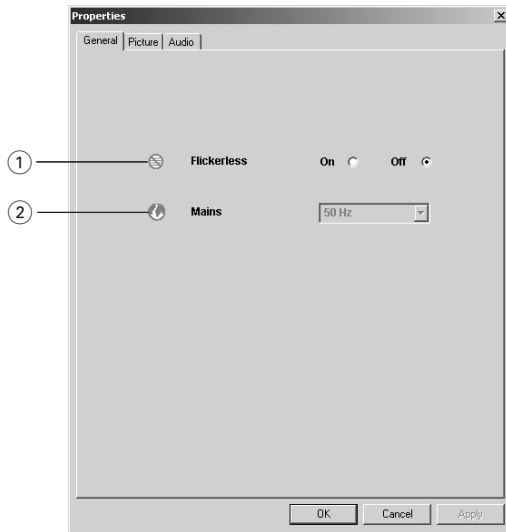 Properties
General Picture Audio
1 Flickerless On Off
2 Mains 50 Hz
OK Cancel Apply